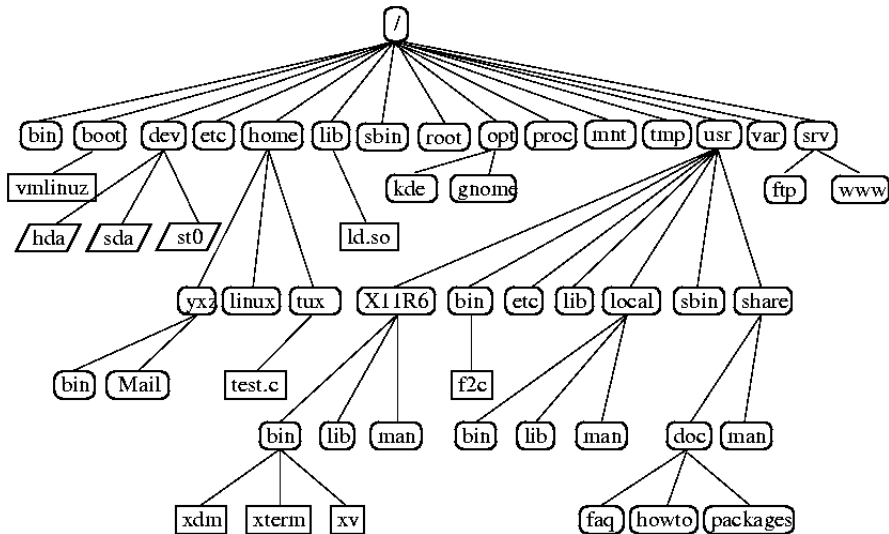 /
bin boot dev etc home lib sbin root opt proc mnt tmp usr var srv
vmlinuz kde gnome ftp www
hda sda st0 ld.so
yxz linux tux X11R6 bin etc lib local sbin share
bin Mail test.c f2c
bin lib man bin lib man doc man
xdm xterm xv faq howto packages